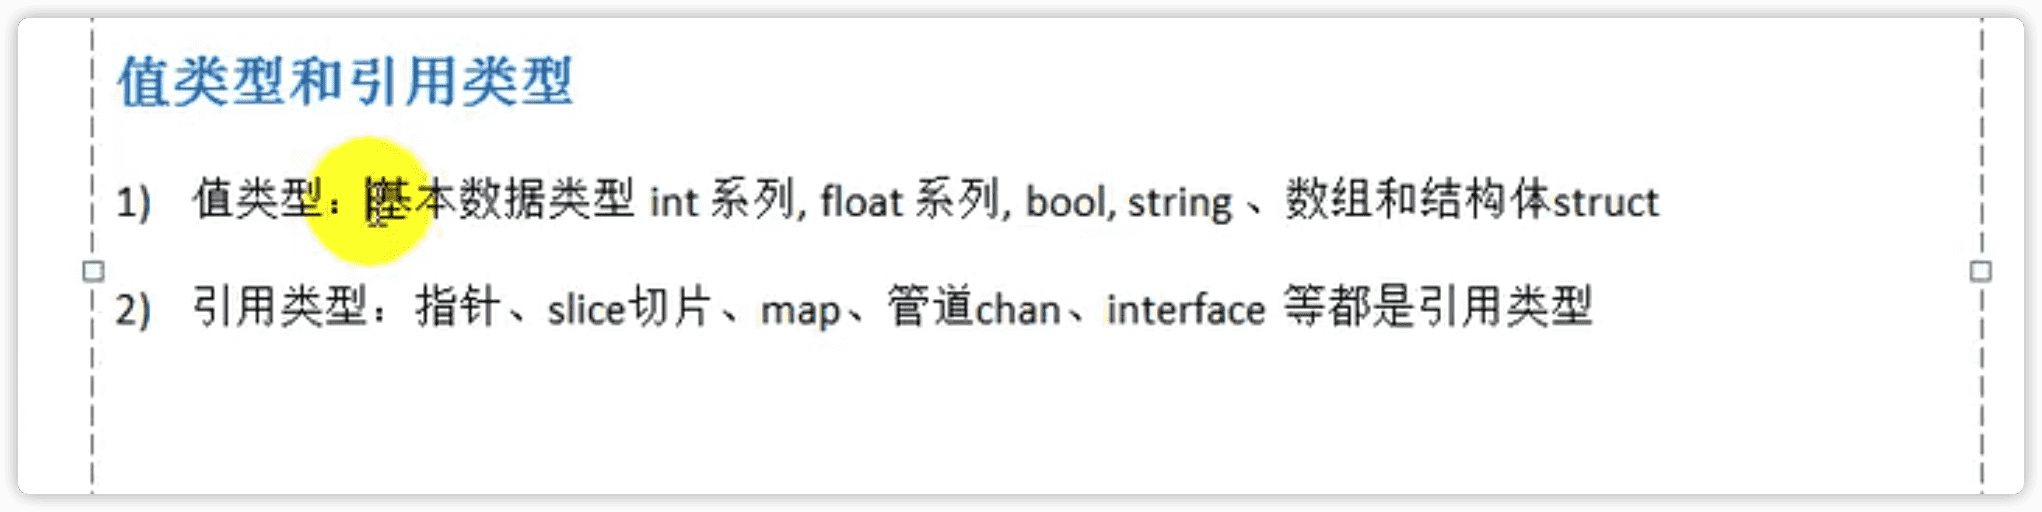 值类型和引用类型
1) 值类型：基本数据类型 int 系列, float 系列, bool, string 、数组和结构体struct
2) 引用类型：指针、slice切片、map、管道chan、interface 等都是引用类型